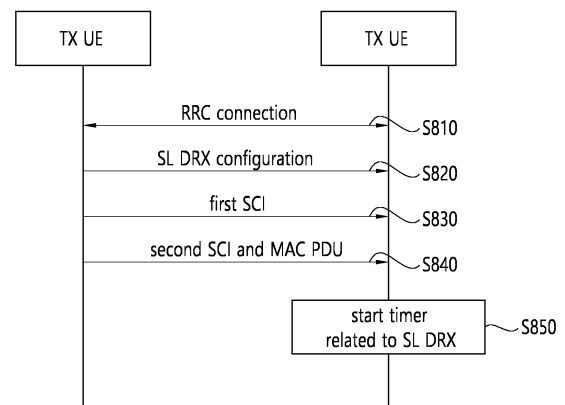 TX UE
TX UE
RRC connection
S810
SL DRX configuration
S820
first SCI
S830
second SCI and MAC PDU
S840
start timer
related to SL DRX
S850